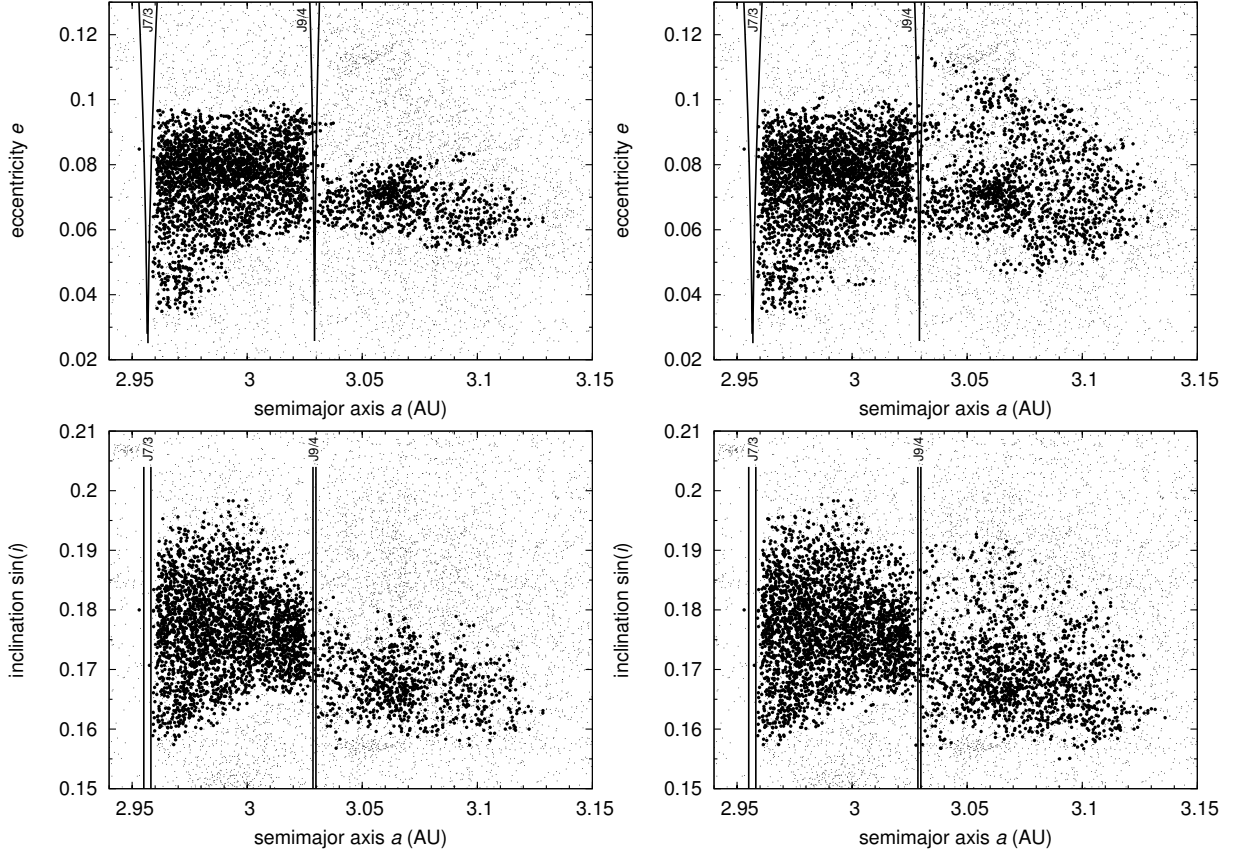 J7/3
J9/4
eccentricity e
0.13
0.12
0.1
0.08
0.06
0.04
0.02
2.95
3
3.05
3.1
3.15
semimajor axis a (AU)
J7/3
J9/4
eccentricity e
0.12
0.1
0.08
0.06
0.04
0.02
2.95
3
3.05
3.1
3.15
semimajor axis a (AU)
J7/3
J9/4
inclination sin(I)
0.21
0.2
0.19
0.18
0.17
0.16
0.15
2.95
3
3.05
3.1
3.15
semimajor axis a (AU)
J7/3
J9/4
inclination sin(I)
0.21
0.2
0.19
0.18
0.17
0.16
0.15
2.95
3
3.05
3.1
3.15
semimajor axis a (AU)